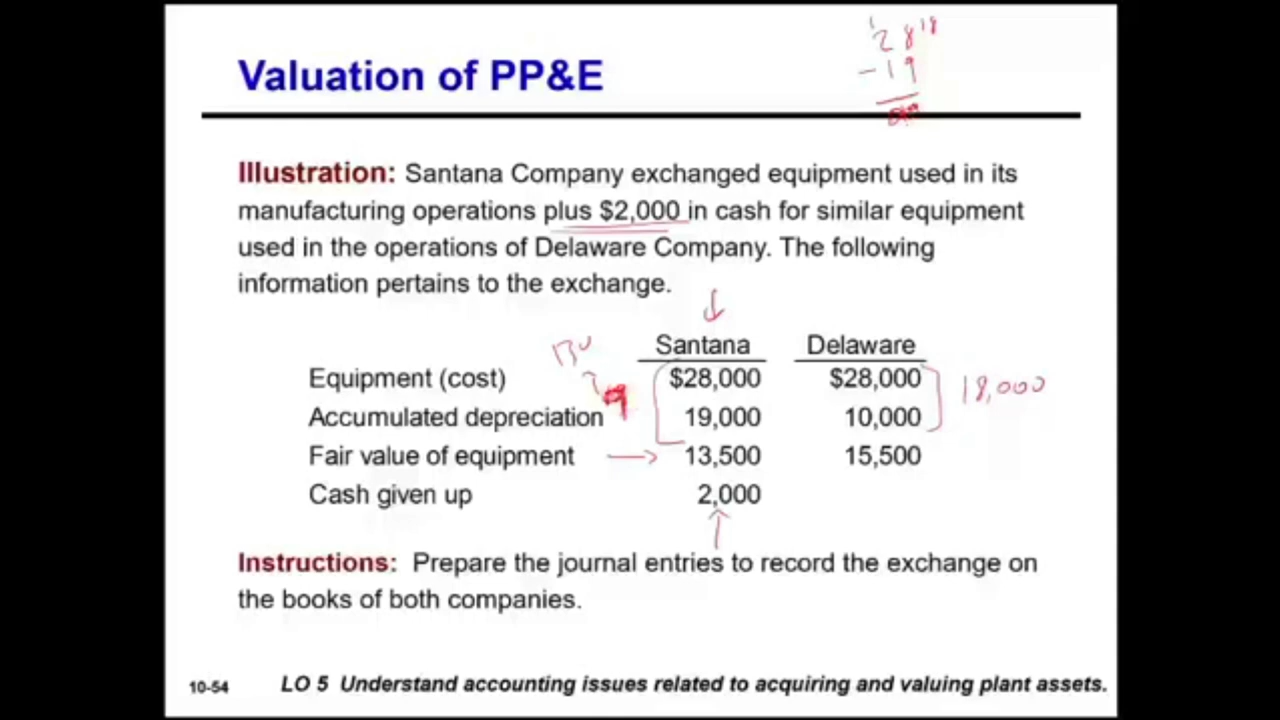 28 18
Valuation of PP&E
- 19
Illustration: Santana Company exchanged equipment used in its
manufacturing operations plus $2,000 in cash for similar equipment
used in the operations of Delaware Company. The following
information pertains to the exchange.
Santana Delaware
Equipment (cost) $28,000 $28,000 18,000
Accumulated depreciation 9 19,000 10,000
Fair value of equipment 13,500 15,500
Cash given up 2,000
Instructions: Prepare the journal entries to record the exchange on
the books of both companies.
10-54 LO 5 Understand accounting issues related to acquiring and valuing plant assets.